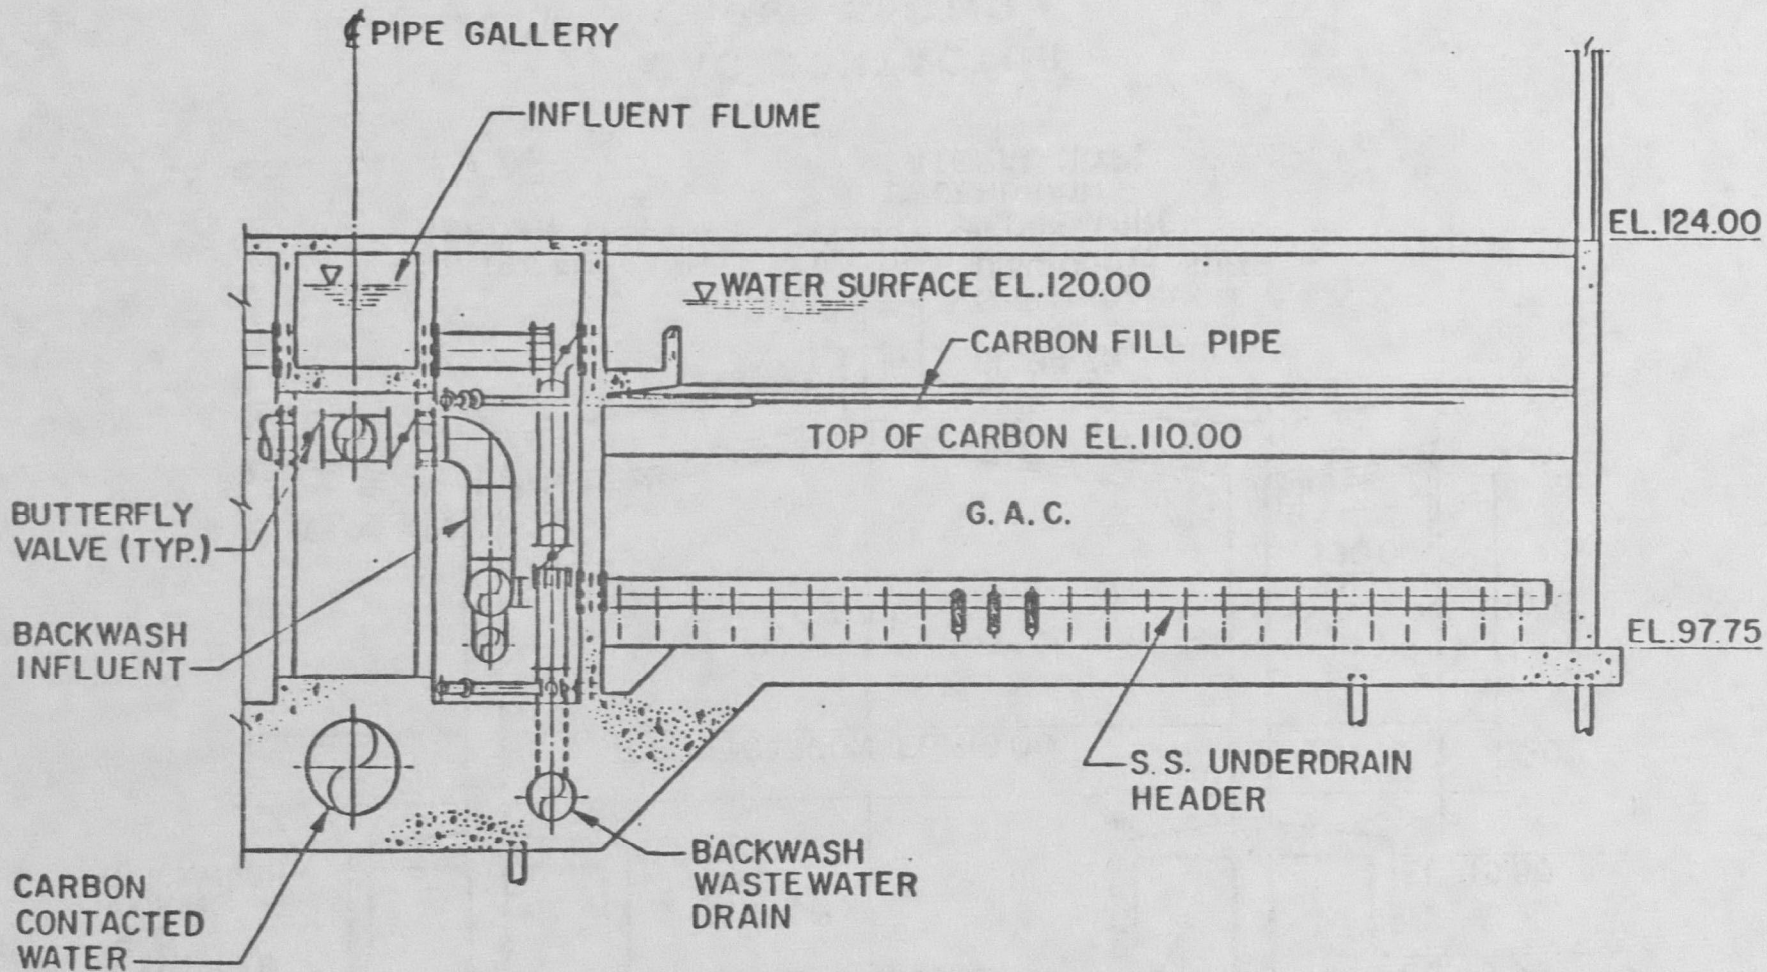 ℄ PIPE GALLERY
INFLUENT FLUME
EL. 124.00
WATER SURFACE EL. 120.00
CARBON FILL PIPE
TOP OF CARBON EL. 110.00
BUTTERFLY
VALVE (TYP.)
G. A. C.
BACKWASH
INFLUENT
EL. 97.75
S. S. UNDERDRAIN
HEADER
BACKWASH
WASTEWATER
DRAIN
CARBON
CONTACTED
WATER